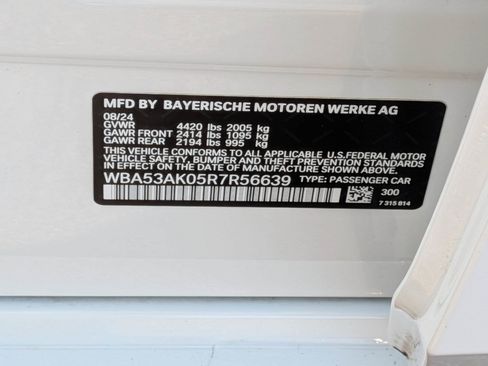 MFD BY BAYERISCHE MOTOREN WERKE AG
08/24
GVWR 4420 lbs 2005 kg
GAWR FRONT 2414 lbs 1095 kg
GAWR REAR 2194 lbs 995 kg
THIS VEHICLE CONFORMS TO ALL APPLICABLE U.S.FEDERAL MOTOR
VEHICLE SAFETY, BUMPER AND THEFT PREVENTION STANDARDS
IN EFFECT ON THE DATE OF MANUFACTURE SHOWN ABOVE.
WBA53AK05R7R56639 TYPE: PASSENGER CAR
300
7 315 814